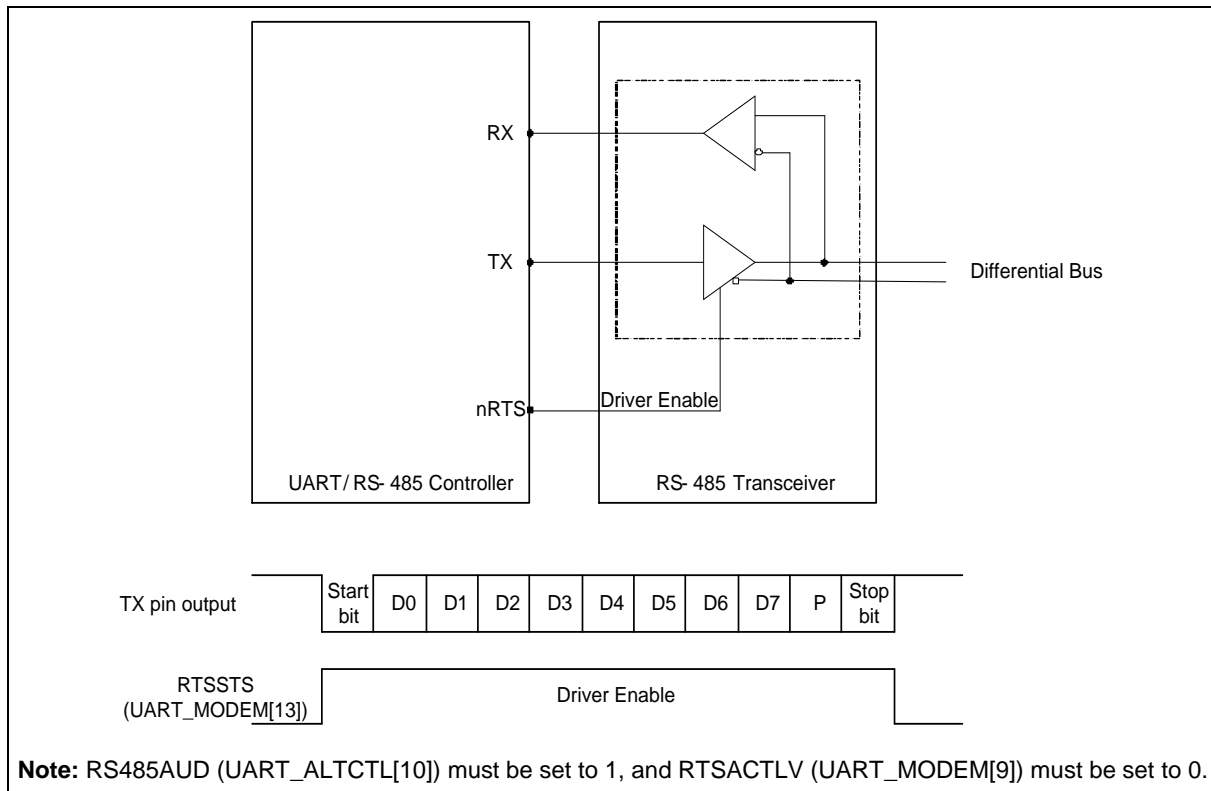 RX
TX
Differential Bus
nRTS
Driver Enable
UART/ RS- 485 Controller
RS- 485 Transceiver
TX pin output
Start bit
D0
D1
D2
D3
D4
D5
D6
D7
P
Stop bit
RTSSTS
(UART_MODEM[13])
Driver Enable
Note: RS485AUD (UART_ALTCTL[10]) must be set to 1, and RTSACTLV (UART_MODEM[9]) must be set to 0.